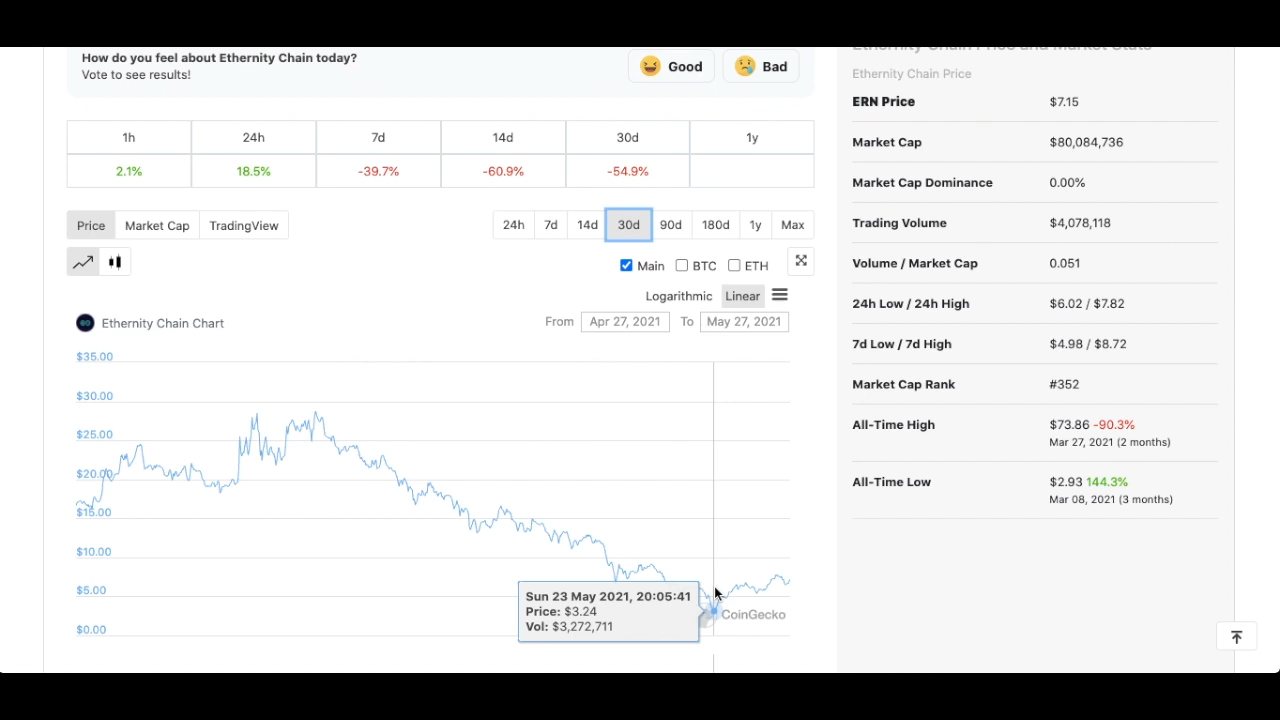 How do you feel about Ethernity Chain today?
Vote to see results!
Good
Bad
1h 24h 7d 14d 30d 1y
2.1% 18.5% -39.7% -60.9% -54.9%
Price Market Cap TradingView
24h 7d 14d 30d 90d 180d 1y Max
Main BTC ETH
Logarithmic Linear
Ethernity Chain Chart
From Apr 27, 2021 To May 27, 2021
$35.00
$30.00
$25.00
$20.00
$15.00
$10.00
$5.00
$0.00
Sun 23 May 2021, 20:05:41
Price: $3.24
Vol: $3,272,711
CoinGecko
Ethernity Chain Price and Market Stats
Ethernity Chain Price
ERN Price $7.15
Market Cap $80,084,736
Market Cap Dominance 0.00%
Trading Volume $4,078,118
Volume / Market Cap 0.051
24h Low / 24h High $6.02 / $7.82
7d Low / 7d High $4.98 / $8.72
Market Cap Rank #352
All-Time High $73.86 -90.3%
Mar 27, 2021 (2 months)
All-Time Low $2.93 144.3%
Mar 08, 2021 (3 months)